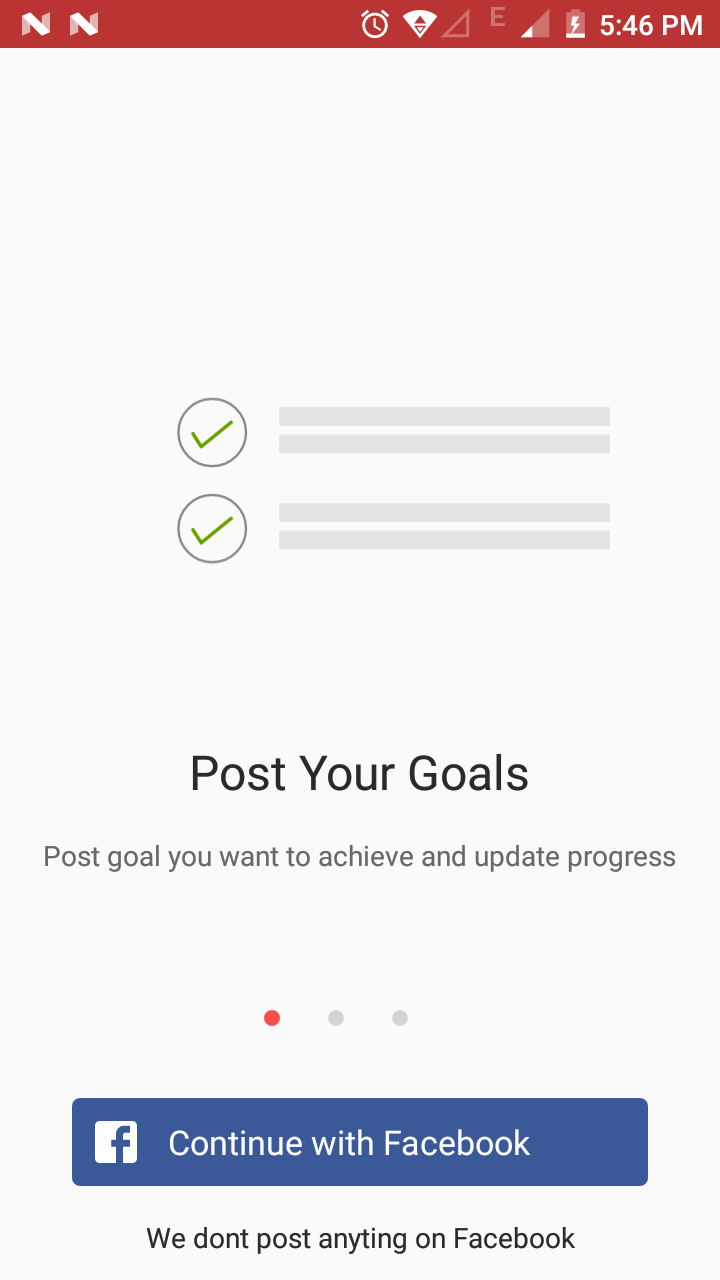 E 5:46 PM
Post Your Goals
Post goal you want to achieve and update progress
Continue with Facebook
We dont post anyting on Facebook